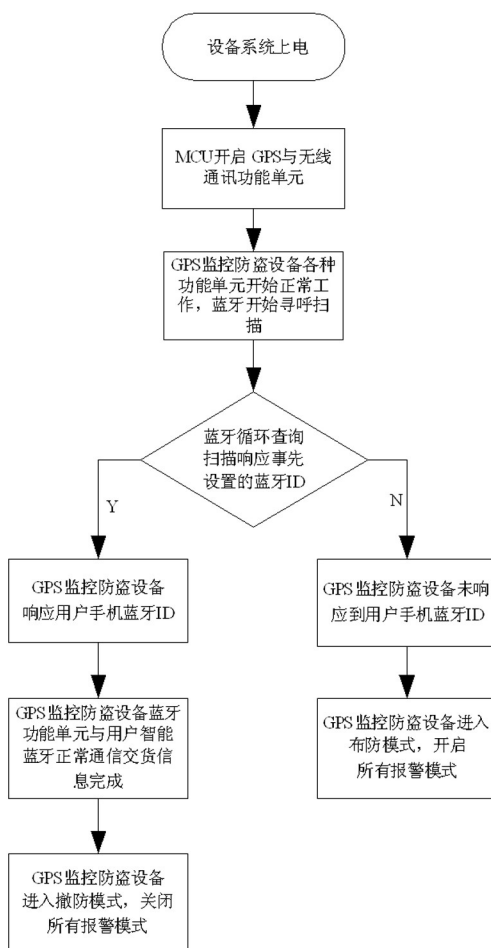 设备系统上电
MCU开启 GPS与无线
通讯功能单元
GPS监控防盗设备各种
功能单元开始正常工
作，蓝牙开始寻呼扫
描
蓝牙循环查询
扫描响应事先
设置的蓝牙ID
Y
N
GPS监控防盗设备
响应用户手机蓝牙ID
GPS监控防盗设备未响
应到用户手机蓝牙ID
GPS监控防盗设备蓝牙
功能单元与用户智能
蓝牙正常通信交货信
息完成
GPS监控防盗设备进入
布防模式，开启
所有报警模式
GPS监控防盗设备
进入撤防模式，关闭
所有报警模式